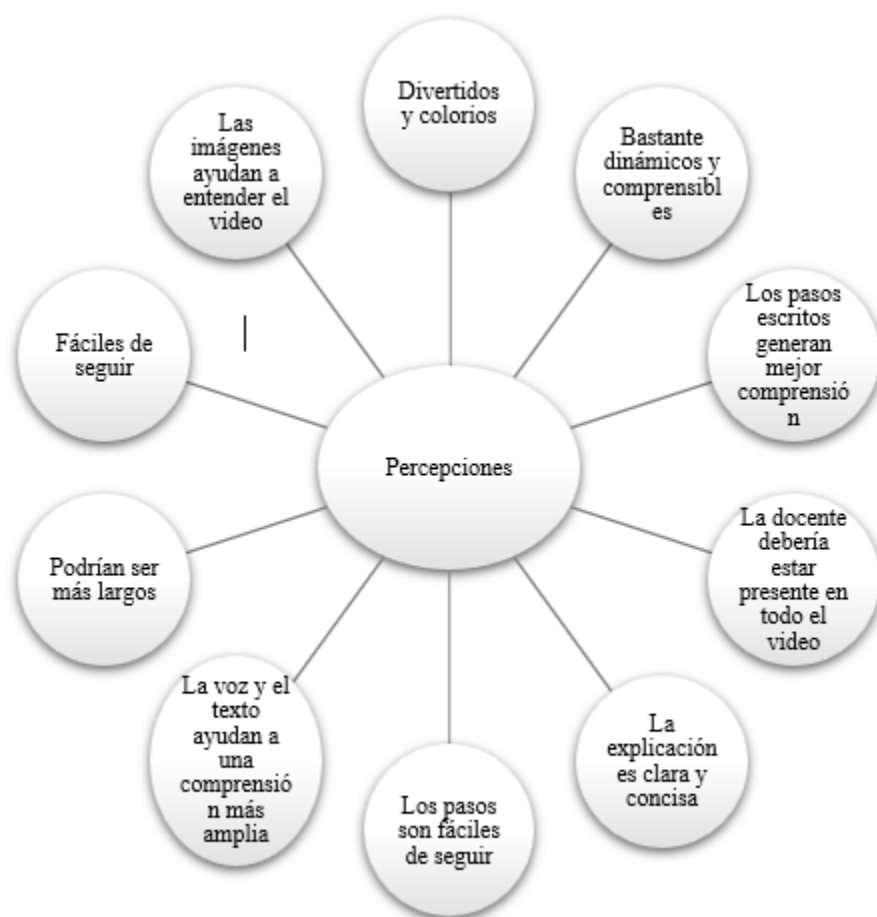 Divertidos
y colorios
Bastante
dinámicos y
comprensibl
es
Los pasos
escritos
generan
mejor
comprensió
n
La docente
debería
estar
presente en
todo el
video
La
explicación
es clara y
concisa
Los pasos
son fáciles
de seguir
La voz y el
texto
ayudan a
una
comprensió
n más
amplia
Podrían ser
más largos
Fáciles de
seguir
Las
imágenes
ayudan a
entender el
video
Percepciones